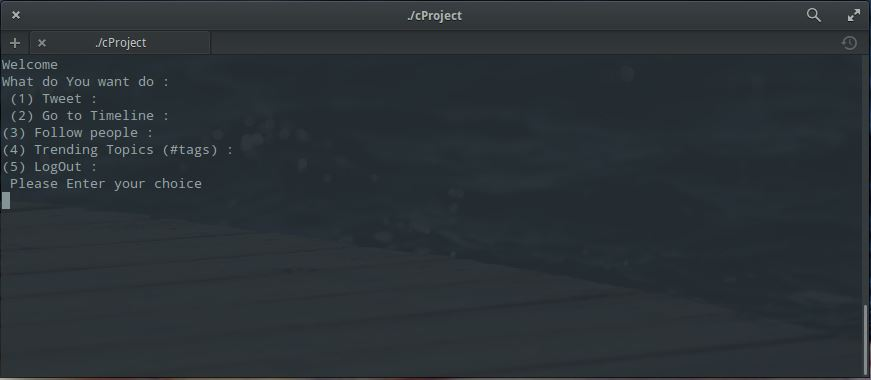 ./cProject
./cProject
Welcome
What do You want do :
 (1) Tweet :
 (2) Go to Timeline :
(3) Follow people :
(4) Trending Topics (#tags) :
(5) LogOut :
 Please Enter your choice